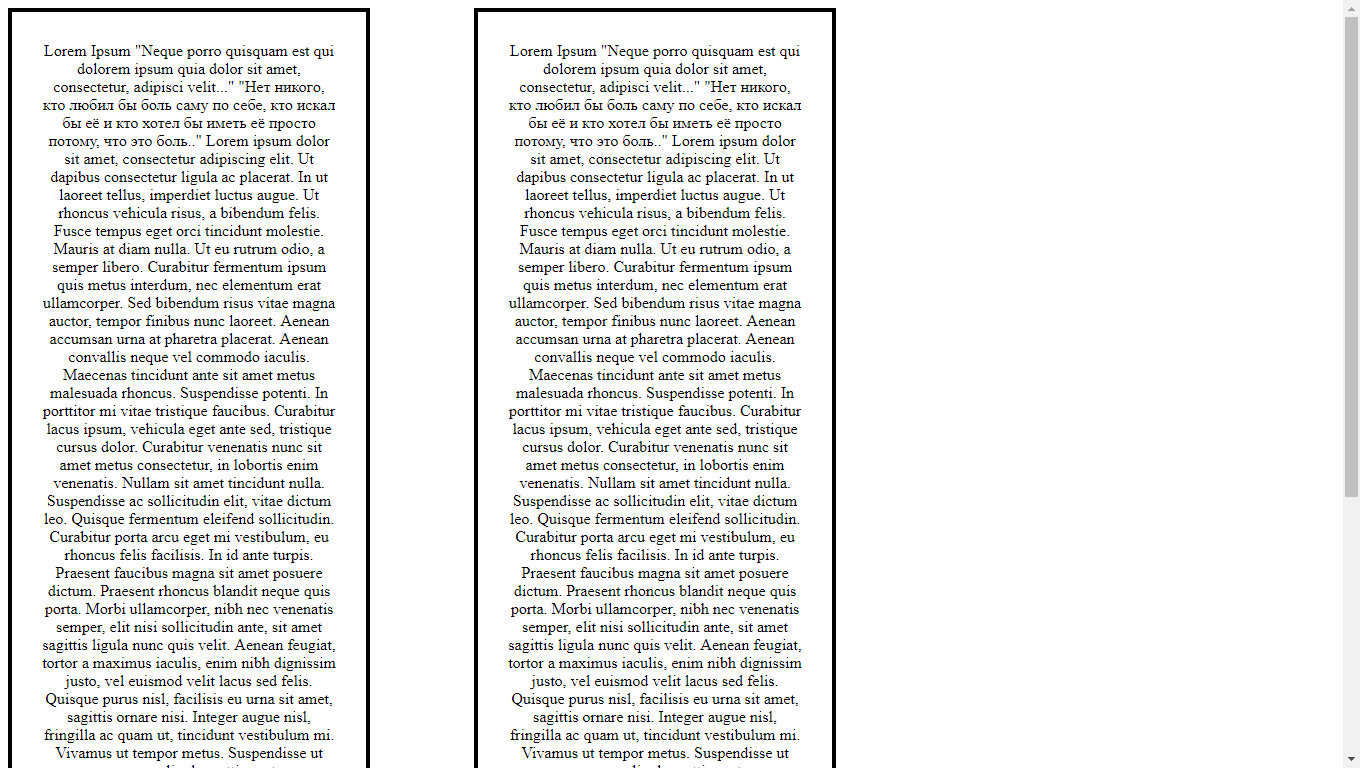 Lorem Ipsum "Neque porro quisquam est qui
dolorem ipsum quia dolor sit amet,
consectetur, adipisci velit..." "Нет никого,
кто любил бы боль саму по себе, кто искал
бы её и кто хотел бы иметь её просто
потому, что это боль.." Lorem ipsum dolor
sit amet, consectetur adipiscing elit. Ut
dapibus consectetur ligula ac placerat. In ut
laoreet tellus, imperdiet luctus augue. Ut
rhoncus vehicula risus, a bibendum felis.
Fusce tempus eget orci tincidunt molestie.
Mauris at diam nulla. Ut eu rutrum odio, a
semper libero. Curabitur fermentum ipsum
quis metus interdum, nec elementum erat
ullamcorper. Sed bibendum risus vitae magna
auctor, tempor finibus nunc laoreet. Aenean
accumsan urna at pharetra placerat. Aenean
convallis neque vel commodo iaculis.
Maecenas tincidunt ante sit amet metus
malesuada rhoncus. Suspendisse potenti. In
porttitor mi vitae tristique faucibus. Curabitur
lacus ipsum, vehicula eget ante sed, tristique
cursus dolor. Curabitur venenatis nunc sit
amet metus consectetur, in lobortis enim
venenatis. Nullam sit amet tincidunt nulla.
Suspendisse ac sollicitudin elit, vitae dictum
leo. Quisque fermentum eleifend sollicitudin.
Curabitur porta arcu eget mi vestibulum, eu
rhoncus felis facilisis. In id ante turpis.
Praesent faucibus magna sit amet posuere
dictum. Praesent rhoncus blandit neque quis
porta. Morbi ullamcorper, nibh nec venenatis
semper, elit nisi sollicitudin ante, sit amet
sagittis ligula nunc quis velit. Aenean feugiat,
tortor a maximus iaculis, enim nibh dignissim
justo, vel euismod velit lacus sed felis.
Quisque purus nisl, facilisis eu urna sit amet,
sagittis ornare nisi. Integer augue nisl,
fringilla ac quam ut, tincidunt vestibulum mi.
Vivamus ut tempor metus. Suspendisse ut
Lorem Ipsum "Neque porro quisquam est qui
dolorem ipsum quia dolor sit amet,
consectetur, adipisci velit..." "Нет никого,
кто любил бы боль саму по себе, кто искал
бы её и кто хотел бы иметь её просто
потому, что это боль.." Lorem ipsum dolor
sit amet, consectetur adipiscing elit. Ut
dapibus consectetur ligula ac placerat. In ut
laoreet tellus, imperdiet luctus augue. Ut
rhoncus vehicula risus, a bibendum felis.
Fusce tempus eget orci tincidunt molestie.
Mauris at diam nulla. Ut eu rutrum odio, a
semper libero. Curabitur fermentum ipsum
quis metus interdum, nec elementum erat
ullamcorper. Sed bibendum risus vitae magna
auctor, tempor finibus nunc laoreet. Aenean
accumsan urna at pharetra placerat. Aenean
convallis neque vel commodo iaculis.
Maecenas tincidunt ante sit amet metus
malesuada rhoncus. Suspendisse potenti. In
porttitor mi vitae tristique faucibus. Curabitur
lacus ipsum, vehicula eget ante sed, tristique
cursus dolor. Curabitur venenatis nunc sit
amet metus consectetur, in lobortis enim
venenatis. Nullam sit amet tincidunt nulla.
Suspendisse ac sollicitudin elit, vitae dictum
leo. Quisque fermentum eleifend sollicitudin.
Curabitur porta arcu eget mi vestibulum, eu
rhoncus felis facilisis. In id ante turpis.
Praesent faucibus magna sit amet posuere
dictum. Praesent rhoncus blandit neque quis
porta. Morbi ullamcorper, nibh nec venenatis
semper, elit nisi sollicitudin ante, sit amet
sagittis ligula nunc quis velit. Aenean feugiat,
tortor a maximus iaculis, enim nibh dignissim
justo, vel euismod velit lacus sed felis.
Quisque purus nisl, facilisis eu urna sit amet,
sagittis ornare nisi. Integer augue nisl,
fringilla ac quam ut, tincidunt vestibulum mi.
Vivamus ut tempor metus. Suspendisse ut